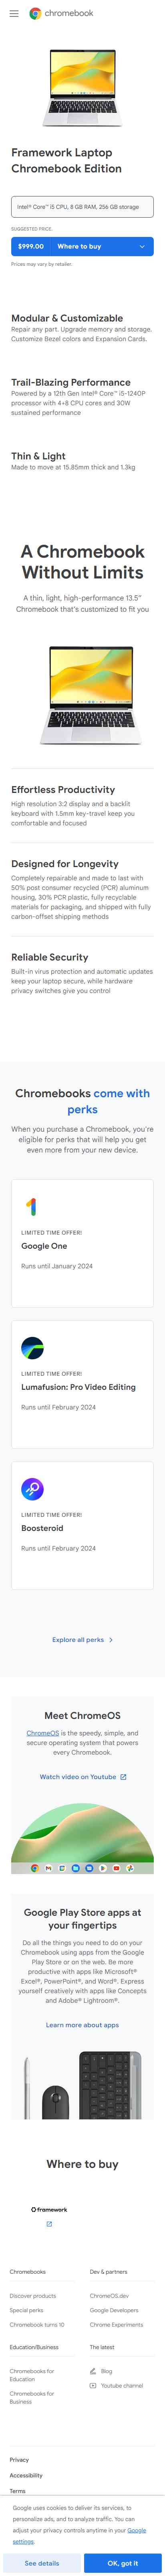 chromebook
Framework Laptop
Chromebook Edition
Intel® Core™ i5 CPU, 8 GB RAM, 256 GB storage
SUGGESTED PRICE
$999.00 Where to buy
Prices may vary by retailer.
Modular & Customizable
Repair any part. Upgrade memory and storage.
Customize Bezel colors and Expansion Cards.
Trail-Blazing Performance
Powered by a 12th Gen Intel® Core™ i5-1240P
processor with 4+8 CPU cores and 30W
sustained performance
Thin & Light
Made to move at 15.85mm thick and 1.3kg
A Chromebook
Without Limits
A thin, light, high-performance 13.5”
Chromebook that’s customized to fit you
Effortless Productivity
High resolution 3:2 display and a backlit
keyboard with 1.5mm key-travel keep you
comfortable and focused
Designed for Longevity
Completely repairable and made to last with
50% post consumer recycled (PCR) aluminum
housing, 30% PCR plastic, fully recyclable
materials for packaging, and shipped with fully
carbon-offset shipping methods
Reliable Security
Built-in virus protection and automatic updates
keep your laptop secure, while hardware
privacy switches give you control
Chromebooks come with
perks
When you purchase a Chromebook, you’re
eligible for perks that will help you get
even more from your new device.
LIMITED TIME OFFER!
Google One
Runs until January 2024
LIMITED TIME OFFER!
Lumafusion: Pro Video Editing
Runs until February 2024
LIMITED TIME OFFER!
Boosteroid
Runs until February 2024
Explore all perks
Meet ChromeOS
ChromeOS is the speedy, simple, and
secure operating system that powers
every Chromebook.
Watch video on Youtube
Google Play Store apps at
your fingertips
Do all the things you need to do on your
Chromebook using apps from the Google
Play Store or on the web. Be more
productive with apps like Microsoft®
Excel®, PowerPoint®, and Word®. Express
yourself creatively with apps like Concepts
and Adobe® Lightroom®.
Learn more about apps
Where to buy
framework
Chromebooks
Discover products
Special perks
Chromebook turns 10
Dev & partners
ChromeOS.dev
Google Developers
Chrome Experiments
Education/Business
Chromebooks for
Education
Chromebooks for
Business
The latest
Blog
Youtube channel
Privacy
Accessibility
Terms
Google uses cookies to deliver its services, to
personalize ads, and to analyze traffic. You can
adjust your privacy controls anytime in your Google
settings.
See details
OK, got it